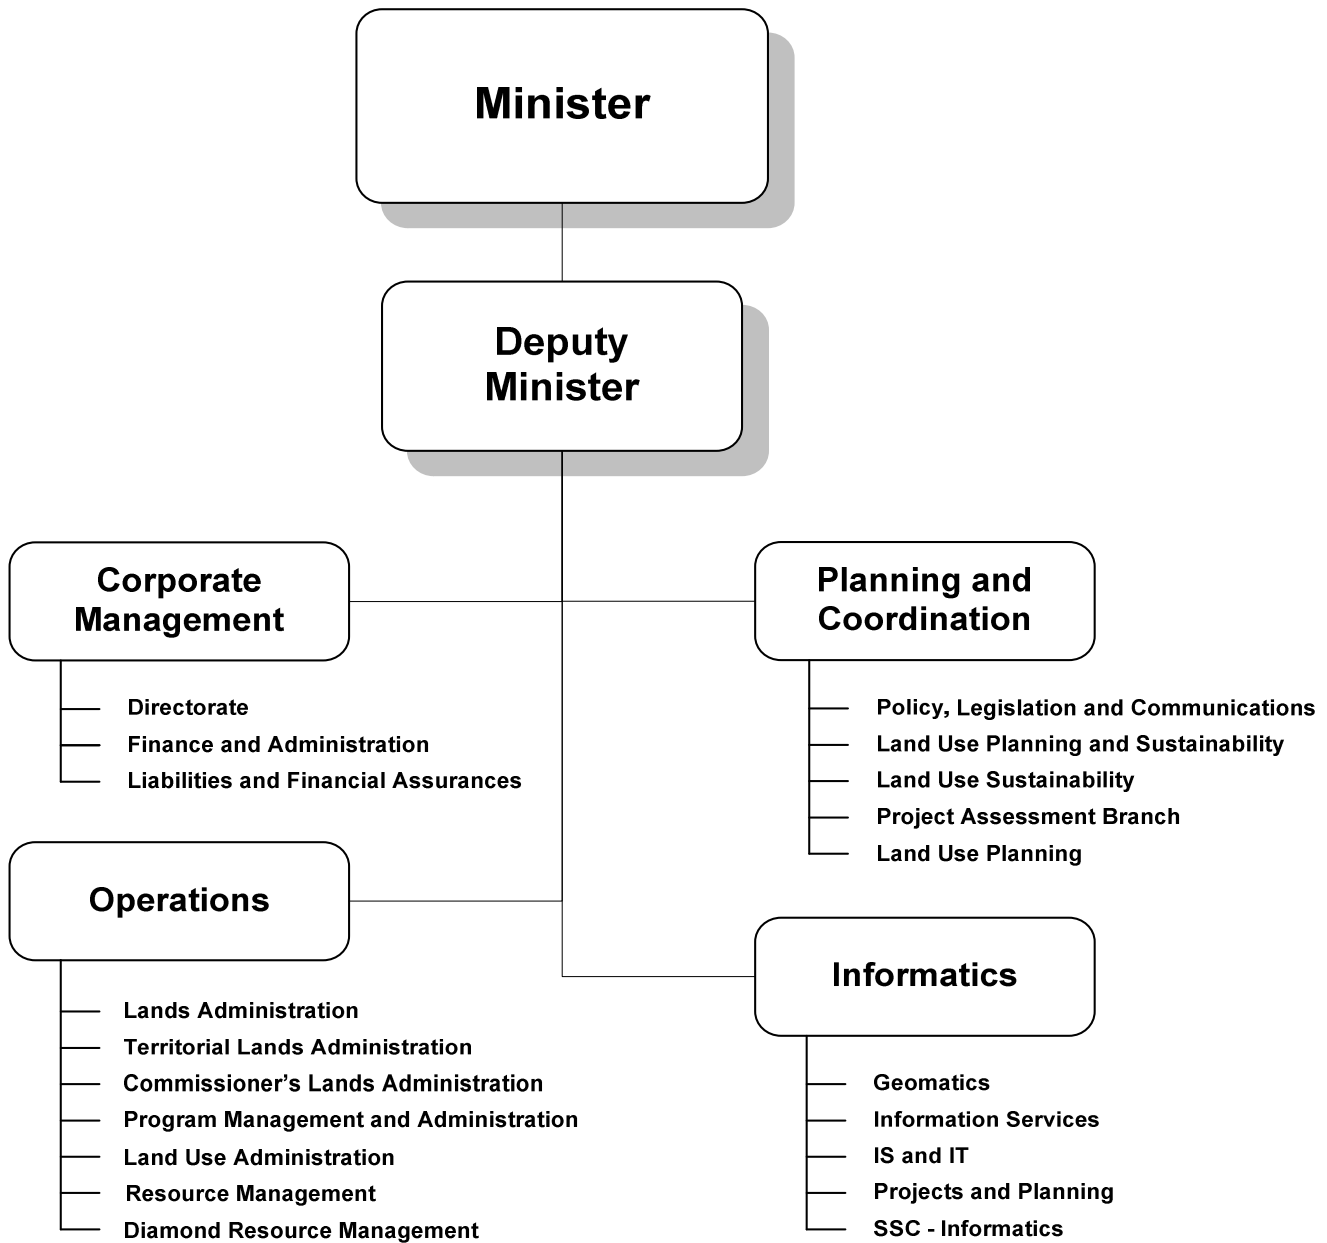 Minister
Deputy
Minister
Corporate
Management
Directorate
Finance and Administration
Liabilities and Financial Assurances
Planning and
Coordination
Policy, Legislation and Communications
Land Use Planning and Sustainability
Land Use Sustainability
Project Assessment Branch
Land Use Planning
Operations
Lands Administration
Territorial Lands Administration
Commissioner’s Lands Administration
Program Management and Administration
Land Use Administration
Resource Management
Diamond Resource Management
Informatics
Geomatics
Information Services
IS and IT
Projects and Planning
SSC - Informatics